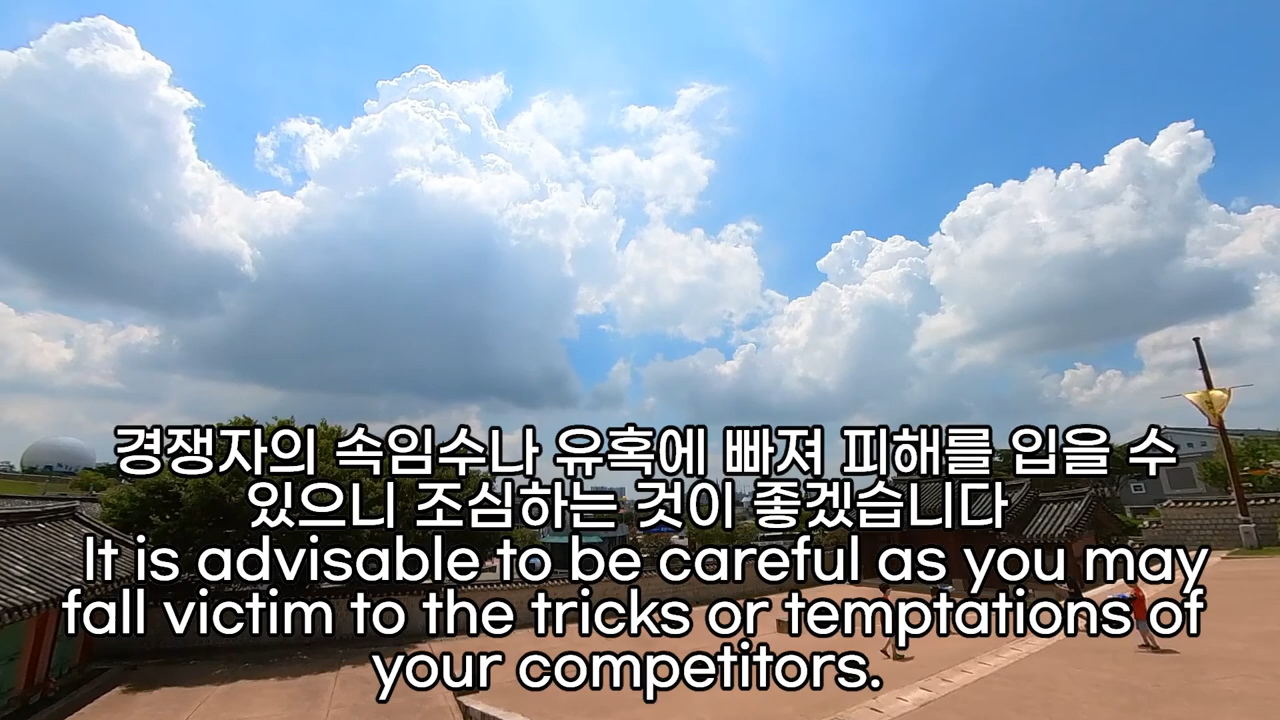 경쟁자의 속임수나 유혹에 빠져 피해를 입을 수
있으니 조심하는 것이 좋겠습니다
It is advisable to be careful as you may
fall victim to the tricks or temptations of
your competitors.